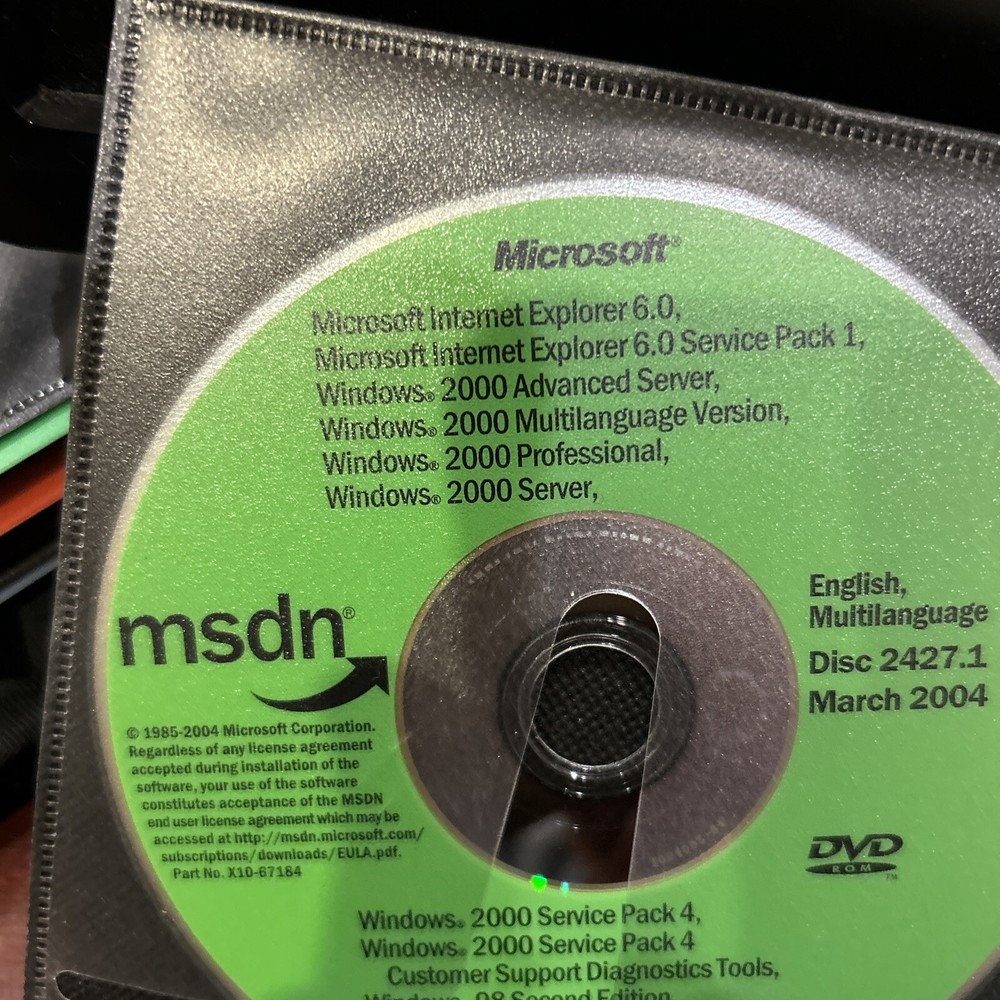 Microsoft®
Microsoft Internet Explorer 6.0,
Microsoft Internet Explorer 6.0 Service Pack 1,
Windows® 2000 Advanced Server,
Windows® 2000 Multilanguage Version,
Windows® 2000 Professional,
Windows® 2000 Server,
msdn®
English,
Multilanguage
Disc 2427.1
March 2004
© 1985-2004 Microsoft Corporation.
Regardless of any license agreement
accepted during installation of the
software, your use of the software
constitutes acceptance of the MSDN
end user license agreement which may be
accessed at http://msdn.microsoft.com/
subscriptions/downloads/EULA.pdf.
Part No. X10-67184
DVD
ROM ™
Windows® 2000 Service Pack 4,
Windows® 2000 Service Pack 4
Customer Support Diagnostics Tools,
Windows 98 Second Edition